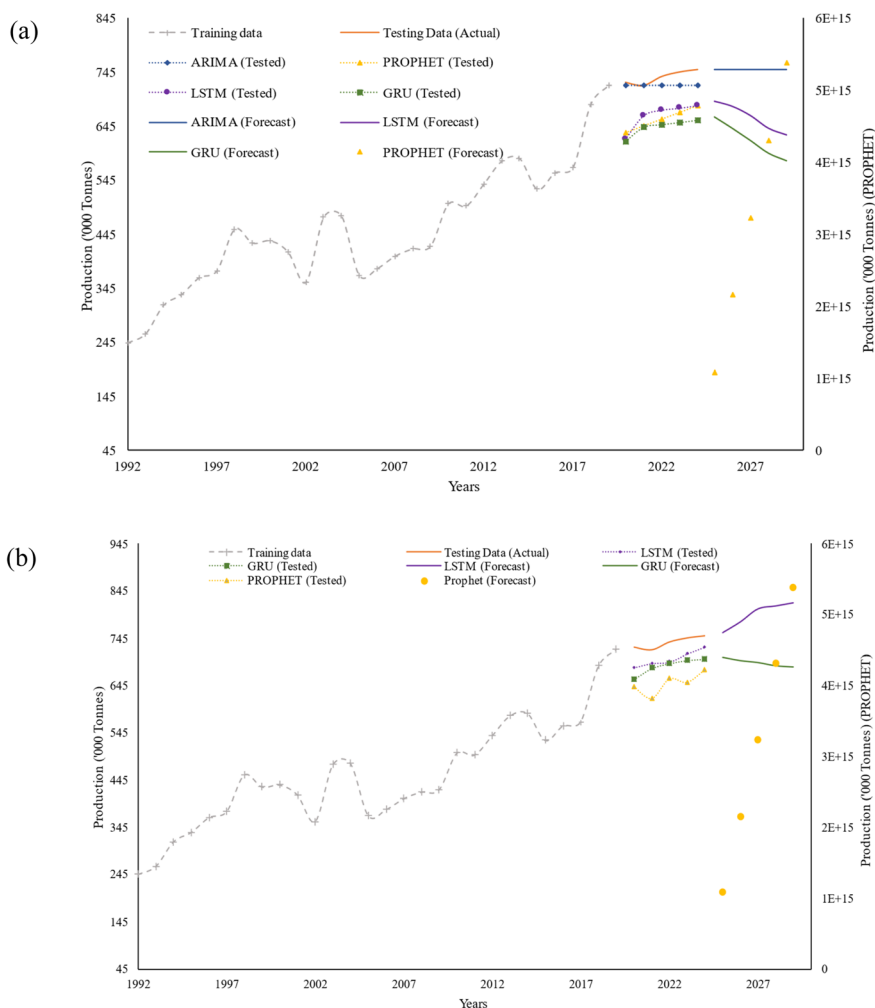 (a)
Training data
Testing Data (Actual)
ARIMA (Tested)
PROPHET (Tested)
LSTM (Tested)
GRU (Tested)
ARIMA (Forecast)
LSTM (Forecast)
GRU (Forecast)
PROPHET (Forecast)
Production ('000 Tonnes)
845
745
645
545
445
345
245
145
45
6E+15
5E+15
4E+15
3E+15
2E+15
1E+15
0
Production ('000 Tonnes) (PROPHET)
1992 1997 2002 2007 2012 2017 2022 2027
Years
(b)
Training data Testing Data (Actual) LSTM (Tested)
GRU (Tested) LSTM (Forecast) GRU (Forecast)
PROPHET (Tested) Prophet (Forecast)
Production ('000 Tonnes)
945
845
745
645
545
445
345
245
145
45
6E+15
5E+15
4E+15
3E+15
2E+15
1E+15
0
Production ('000 Tonnes) (PROPHET)
1992 1997 2002 2007 2012 2017 2022 2027
Years